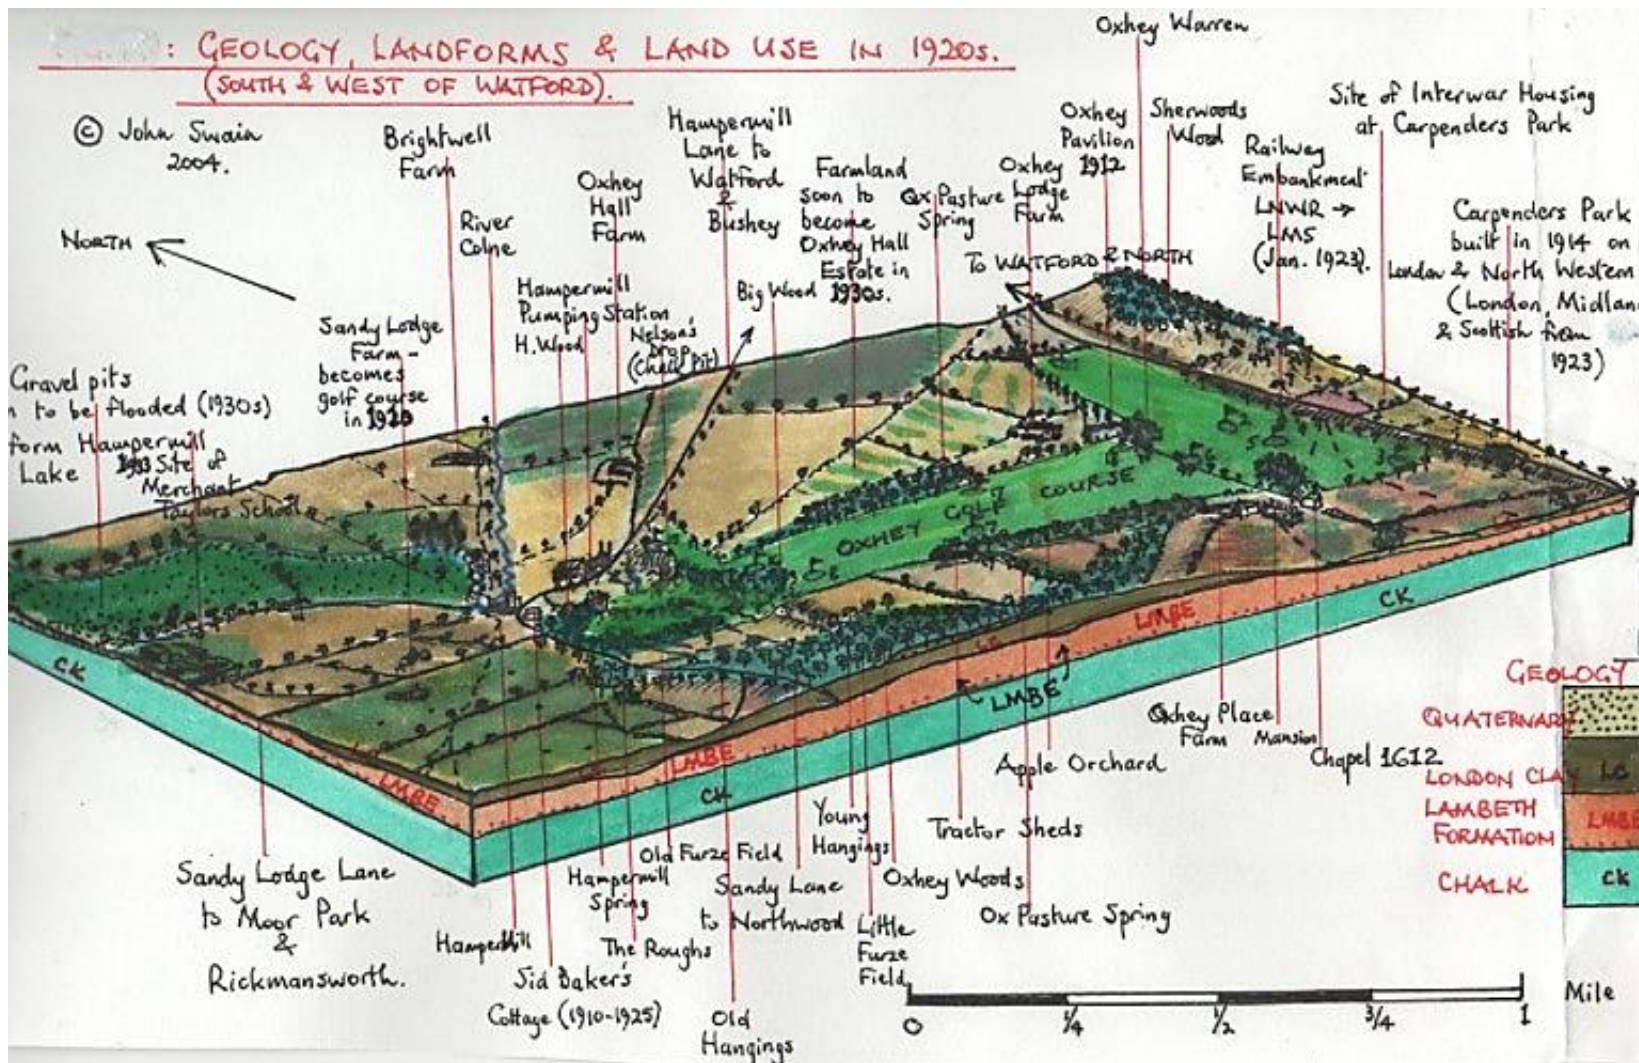 : GEOLOGY, LANDFORMS & LAND USE IN 1920s.
(SOUTH & WEST OF WATFORD).
© John Swain
2004.
NORTH
Brightwell
Farm
River
Colne
Oxhey
Hall
Farm
Hampermill
Lane to
Watford
&
Bushey
Farmland
soon to
become
Oxhey Hall
Estate in
1930s.
Ox Pasture
Spring
Oxhey
Lodge
Farm
Oxhey
Pavilion
1912
Oxhey Warren
Sherwoods
Wood
Railway
Embankment
LNWR →
LMS
(Jan. 1923).
Site of Interwar Housing
at Carpenders Park
Carpenders Park
built in 1914 on
London & North Western
(London, Midlan
& Scottish from
1923)
TO WATFORD & NORTH
Big Wood
Hampermill
Pumping Station
H. Wood
Nelson's
Drop
(Chalk Pit)
Sandy Lodge
Farm -
becomes
golf course
in 1910
Gravel pits
to be flooded (1930s)
form Hampermill
Lake
Site of
Merchant
Taylors School
OXHEY GOLF COURSE
CK
LMBE
LMBE
CK
LMBE
LMBE
CK
Sandy Lodge Lane
to Moor Park
&
Rickmansworth.
Hampermill
Sid Baker's
Cottage (1910-1925)
Hampermill
Spring
The Roughs
Old Furze Field
Old
Hangings
Sandy Lane
to Northwood
Young
Hangings
Little
Furze
Field
Oxhey Woods
Tractor Sheds
Ox Pasture Spring
Apple Orchard
Oxhey Place
Farm
Mansion
Chapel 1612
GEOLOGY
QUATERNARY
LONDON CLAY
LC
LAMBETH
FORMATION
LMBE
CHALK
CK
0 1/4 1/2 3/4 1
Mile